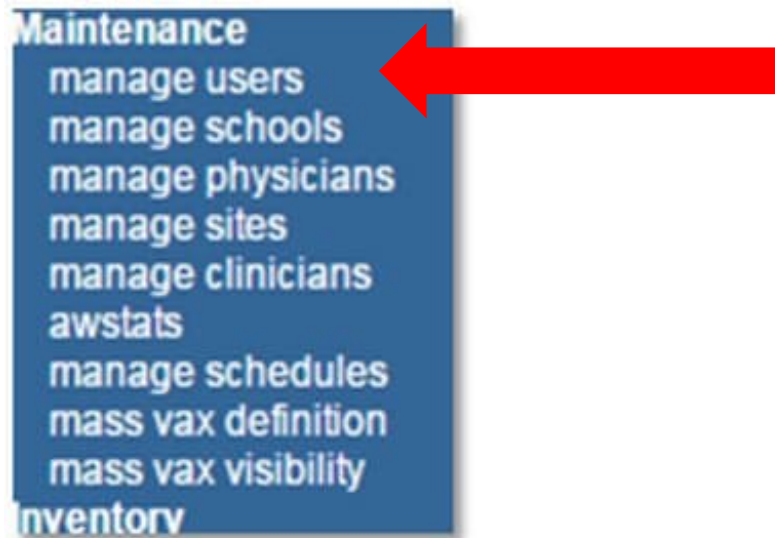 Maintenance
manage users
manage schools
manage physicians
manage sites
manage clinicians
awstats
manage schedules
mass vax definition
mass vax visibility
Inventory